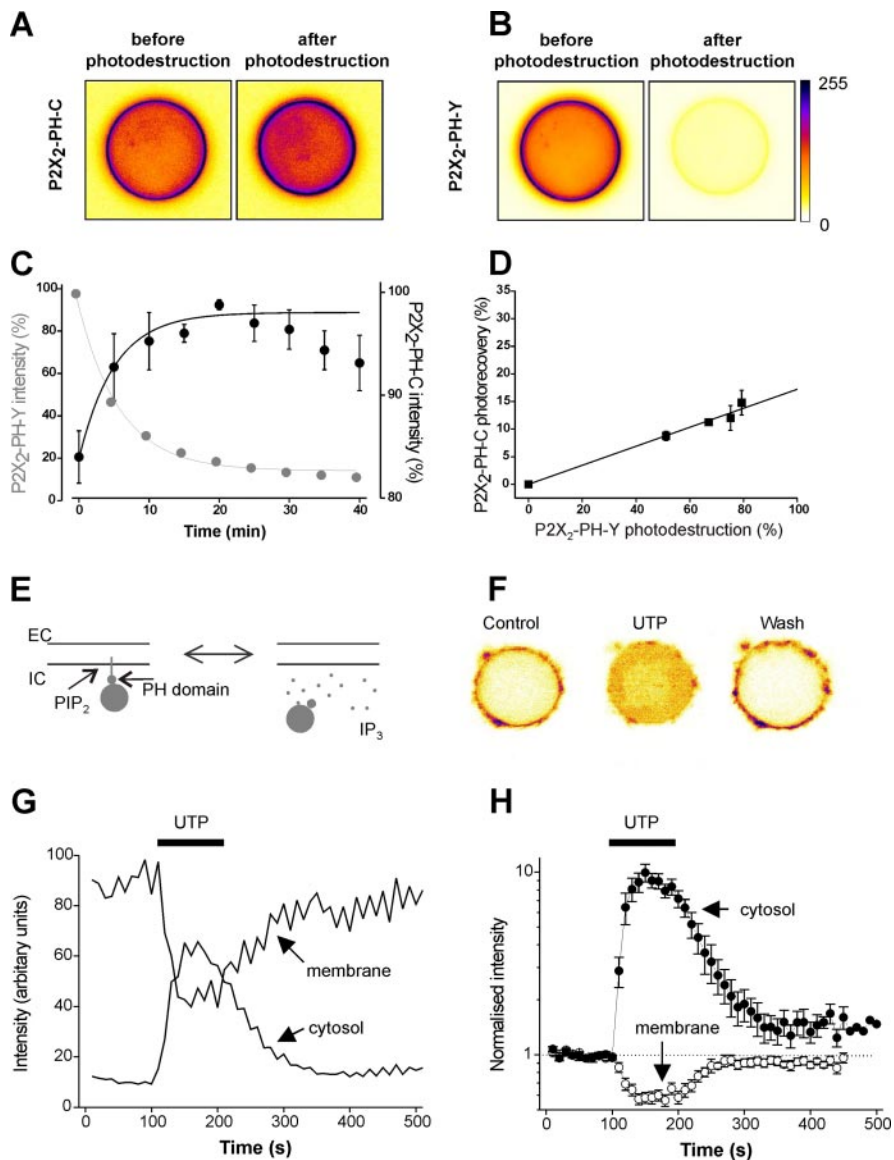 A
before photodestruction
after photodestruction
P2X₂-PH-C
B
before photodestruction
after photodestruction
P2X₂-PH-Y
255
0
C
P2X₂-PH-Y intensity (%)
100
80
60
40
20
0
P2X₂-PH-C intensity (%)
100
90
80
0 10 20 30 40
Time (min)
D
P2X₂-PH-C photorecovery (%)
35
30
25
20
15
10
5
0
0 20 40 60 80 100
P2X₂-PH-Y photodestruction (%)
E
EC
IC
PIP₂
PH domain
IP₃
F
Control
UTP
Wash
G
UTP
Intensity (arbitary units)
100
80
60
40
20
0
membrane
cytosol
0 100 200 300 400 500
Time (s)
H
UTP
Normalised intensity
10
1
cytosol
membrane
0 100 200 300 400 500
Time (s)